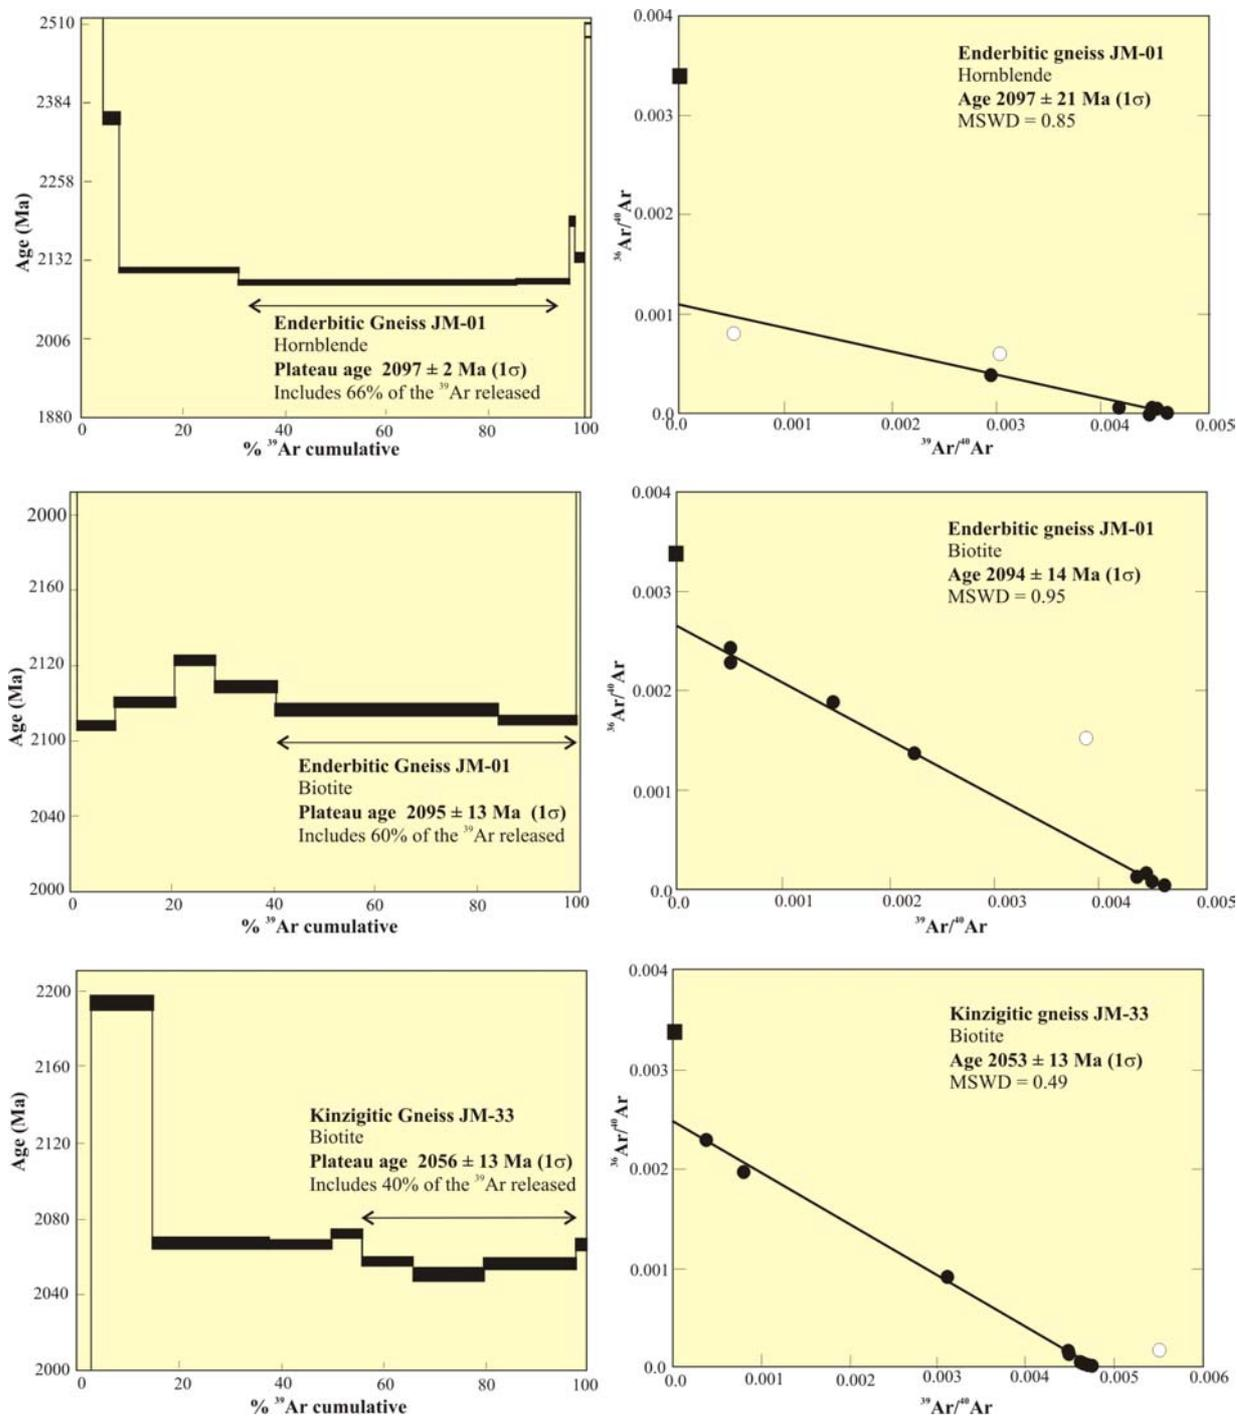 2510
2384
2258
2132
2006
1880
Age (Ma)
0
20
40
60
80
100
% ³⁹Ar cumulative
Enderbitic Gneiss JM-01
Hornblende
Plateau age 2097 ± 2 Ma (1σ)
Includes 66% of the ³⁹Ar released
0.004
0.003
0.002
0.001
0.0
³⁶Ar/⁴⁰Ar
0.0
0.001
0.002
0.003
0.004
0.005
³⁹Ar/⁴⁰Ar
Enderbitic gneiss JM-01
Hornblende
Age 2097 ± 21 Ma (1σ)
MSWD = 0.85
2000
2160
2120
2100
2040
2000
Age (Ma)
0
20
40
60
80
100
% ³⁹Ar cumulative
Enderbitic Gneiss JM-01
Biotite
Plateau age 2095 ± 13 Ma (1σ)
Includes 60% of the ³⁹Ar released
0.004
0.003
0.002
0.001
0.0
³⁶Ar/⁴⁰Ar
0.0
0.001
0.002
0.003
0.004
0.005
³⁹Ar/⁴⁰Ar
Enderbitic gneiss JM-01
Biotite
Age 2094 ± 14 Ma (1σ)
MSWD = 0.95
2200
2160
2120
2080
2040
2000
Age (Ma)
0
20
40
60
80
100
% ³⁹Ar cumulative
Kinzigitic Gneiss JM-33
Biotite
Plateau age 2056 ± 13 Ma (1σ)
Includes 40% of the ³⁹Ar released
0.004
0.003
0.002
0.001
0.0
³⁶Ar/⁴⁰Ar
0.0
0.001
0.002
0.003
0.004
0.005
0.006
³⁹Ar/⁴⁰Ar
Kinzigitic gneiss JM-33
Biotite
Age 2053 ± 13 Ma (1σ)
MSWD = 0.49